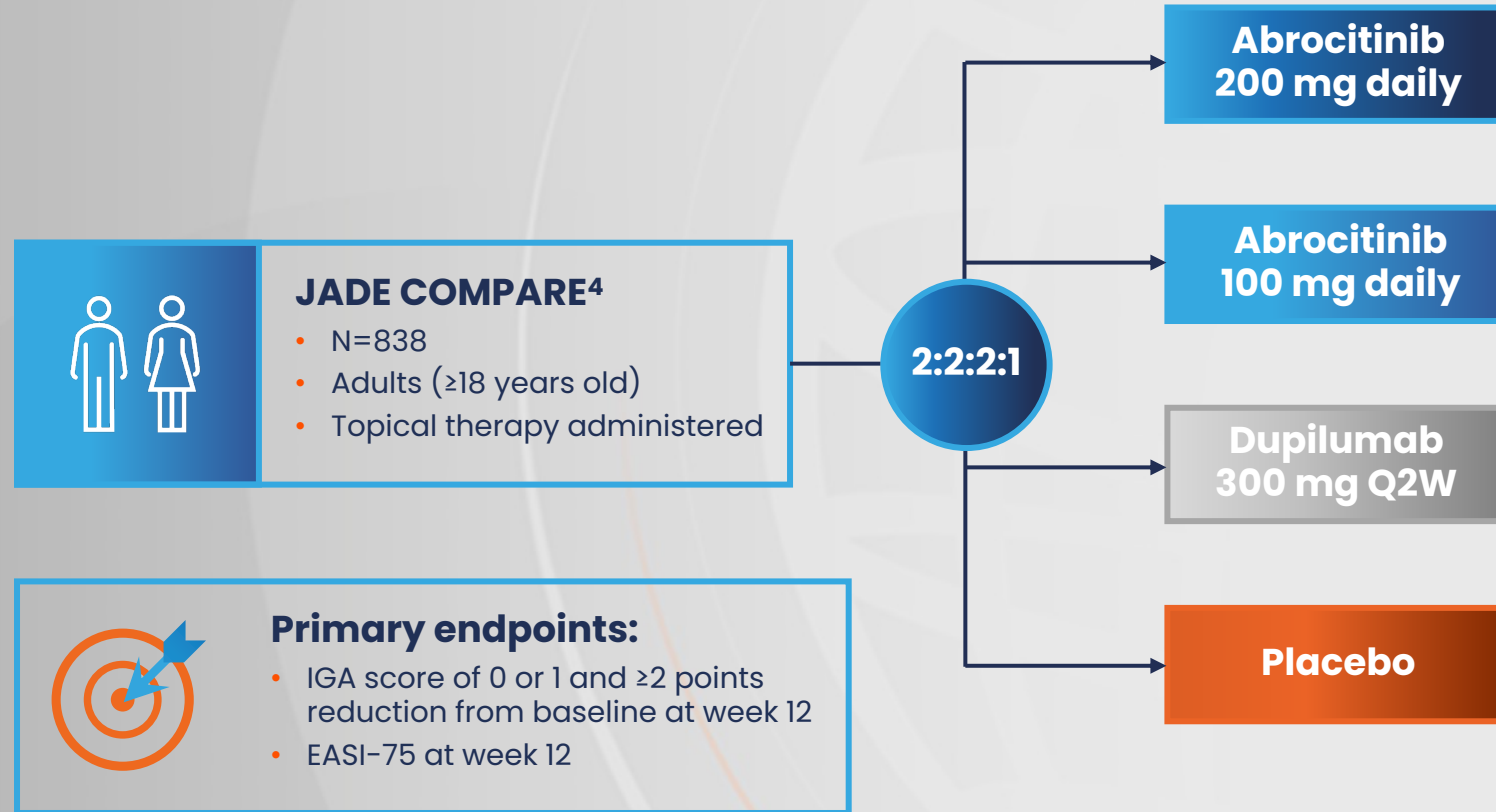 JADE COMPARE⁴
• N=838
• Adults (≥18 years old)
• Topical therapy administered
2:2:2:1
Abrocitinib
200 mg daily
Abrocitinib
100 mg daily
Dupilumab
300 mg Q2W
Placebo
Primary endpoints:
• IGA score of 0 or 1 and ≥2 points
reduction from baseline at week 12
• EASI-75 at week 12